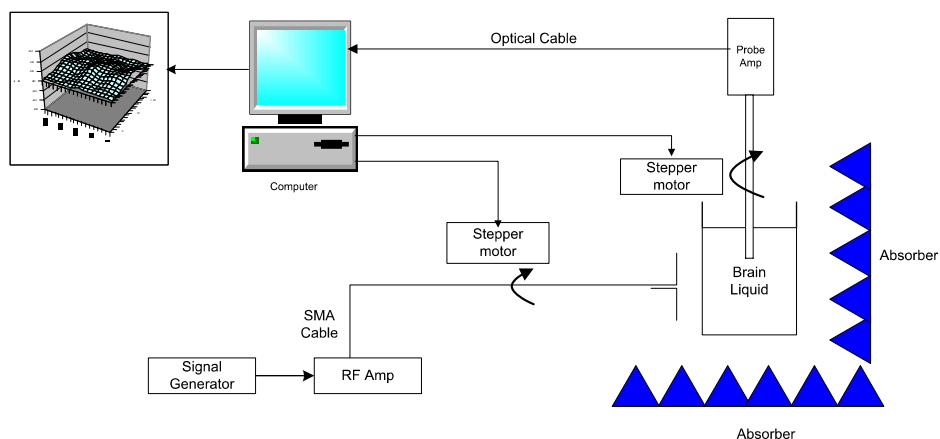 Optical Cable
Probe
Amp
Computer
Stepper
motor
Stepper
motor
Brain
Liquid
Absorber
SMA
Cable
Signal
Generator
RF Amp
Absorber